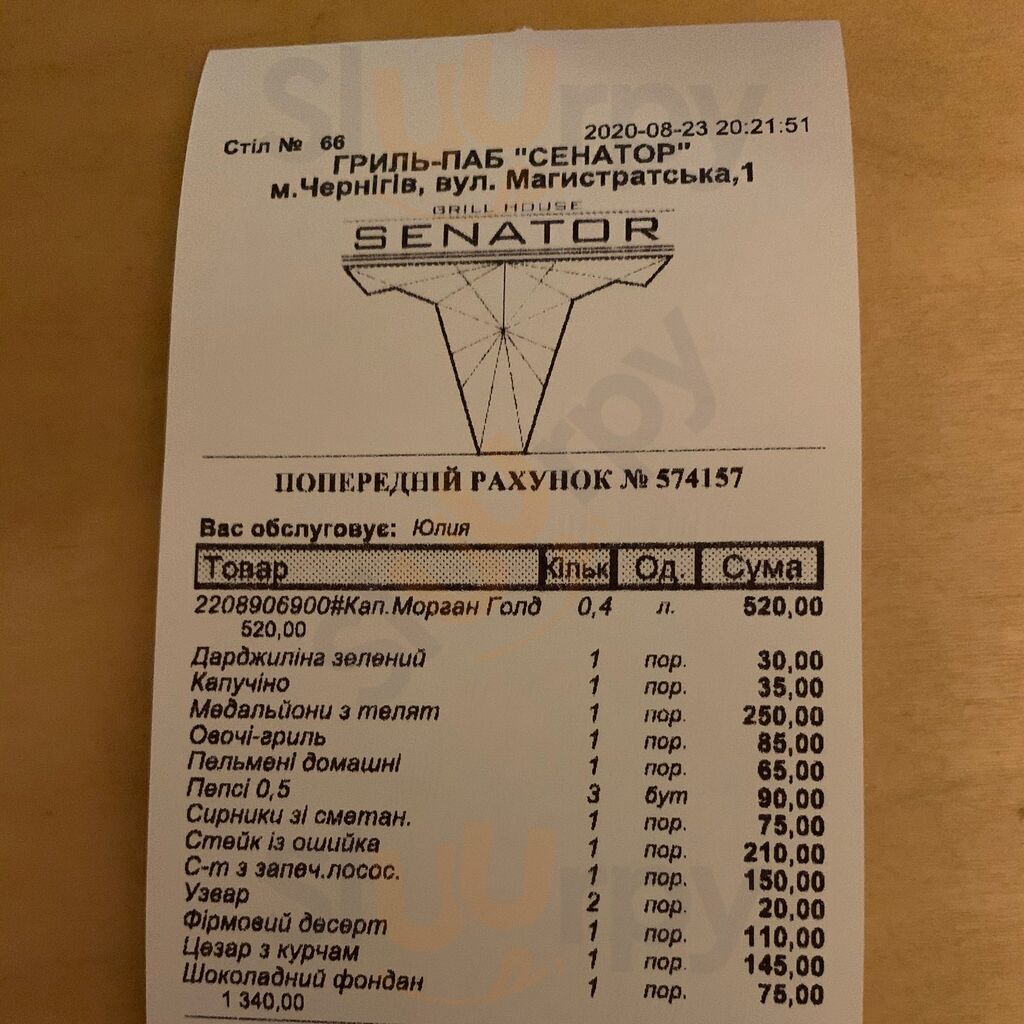 Стіл № 66 2020-08-23 20:21:51
ГРИЛЬ-ПАБ "СЕНАТОР"
м.Чернігів, вул. Магистратська,1
GRILL HOUSE
SENATOR
ПОПЕРЕДНІЙ РАХУНОК № 574157
Вас обслуговує: Юлия
Товар Кільк Од Сума
2208906900#Кап.Морган Голд 0,4 л. 520,00
520,00
Дарджиліна зелений 1 пор. 30,00
Капучіно 1 пор. 35,00
Медальйони з телят 1 пор. 250,00
Овочі-гриль 1 пор. 85,00
Пельмені домашні 1 пор. 65,00
Пепсі 0,5 3 бут 90,00
Сирники зі сметан. 1 пор. 75,00
Стейк із ошийка 1 пор. 210,00
С-т з запеч.лосос. 1 пор. 150,00
Узвар 2 пор. 20,00
Фірмовий десерт 1 пор. 110,00
Цезар з курчам 1 пор. 145,00
Шоколадний фондан 1 пор. 75,00
1 340,00
Sluurpy
Sluurpy
Sluurpy